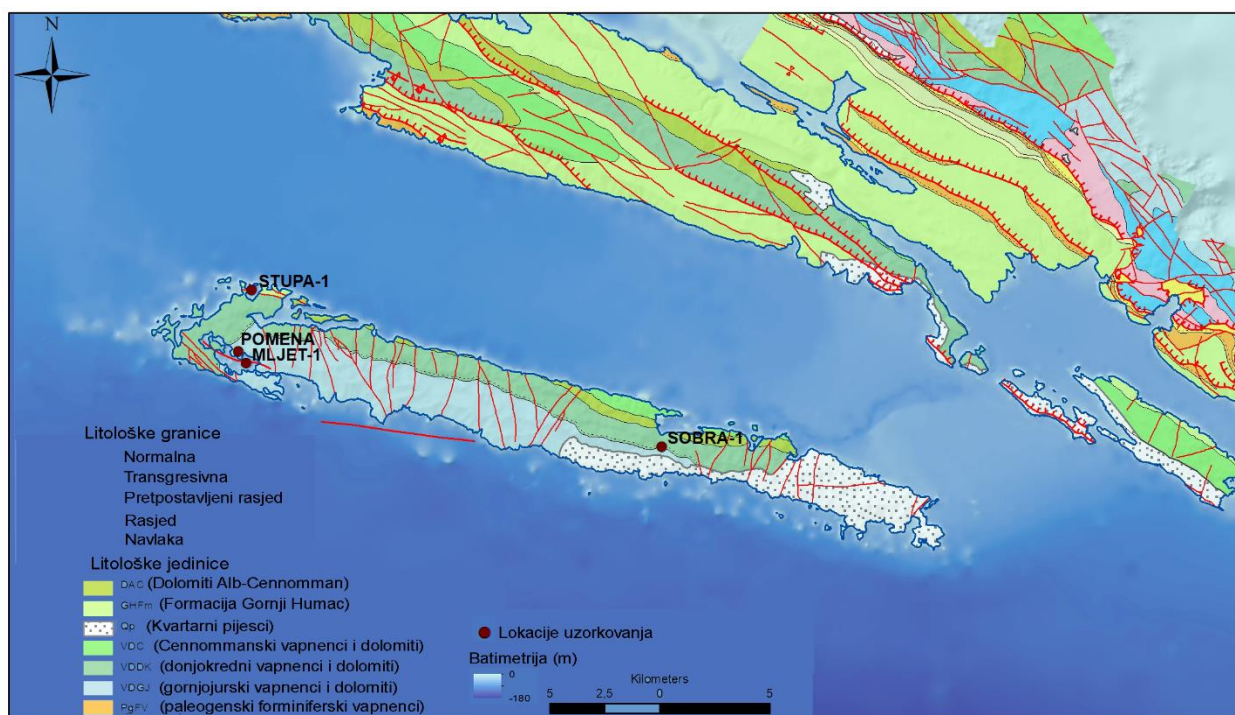 N
STUPA-1
POMENA
MLJET-1
SOBRA-1
Litološke granice
Normalna
Transgresivna
Pretpostavljeni rasjed
Rasjed
Navlaka
Litološke jedinice
DAC (Dolomiti Alb-Cennomman)
GHFm (Formacija Gornji Humac)
Qp (Kvartarni pijesci)
VDC (Cennommanski vapnenci i dolomiti)
VDDK (donjokredni vapnenci i dolomiti)
VDGJ (gornjojurski vapnenci i dolomiti)
PgFV (paleogenski forminiferski vapnenci)
Lokacije uzorkovanja
Batimetrija (m)
0
-180
Kilometers
5 2,5 0 5